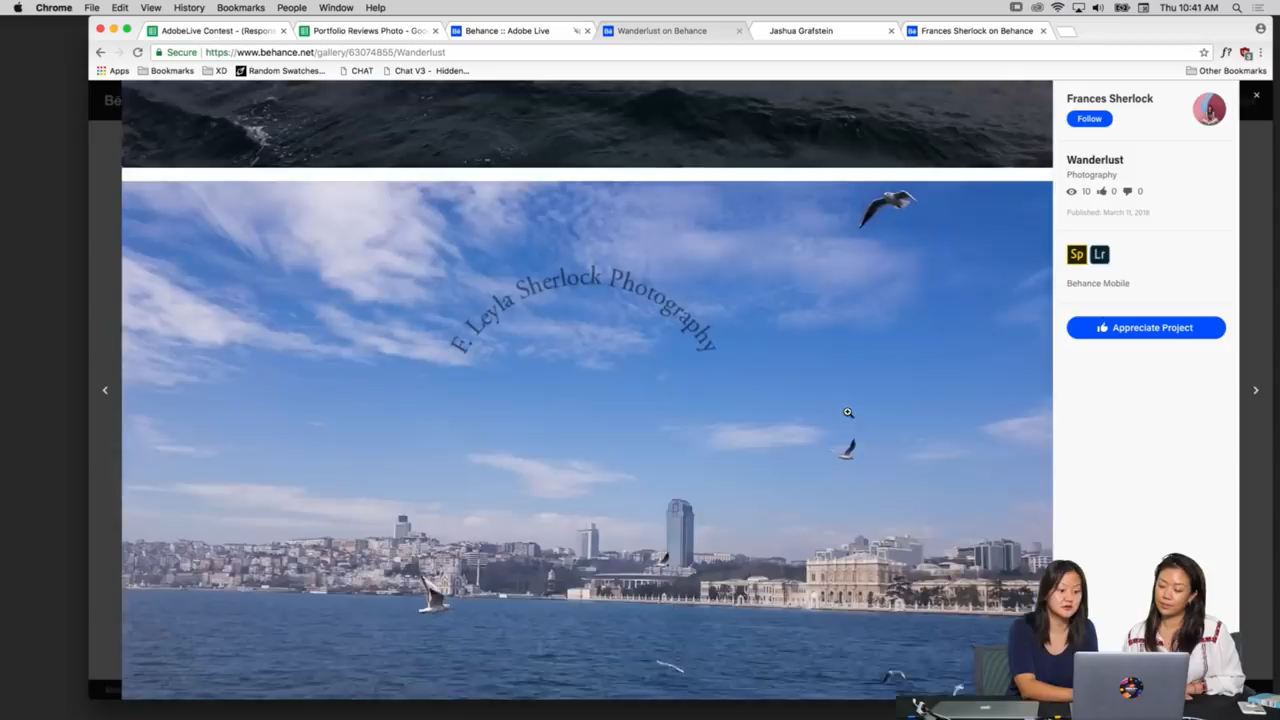 Chrome File Edit View History Bookmarks People Window Help Thu 10:41 AM
AdobeLive Contest - (Respon Portfolio Reviews Photo - Goo Behance :: Adobe Live Wanderlust on Behance Jashua Grafstein Frances Sherlock on Behance
Secure https://www.behance.net/gallery/63074855/Wanderlust
Apps Bookmarks XD Random Swatches... CHAT Chat V3 - Hidden... Other Bookmarks
Bē
Frances Sherlock
Follow
Wanderlust
Photography
10 0 0
Published: March 11, 2018
Sp Lr
Behance Mobile
Appreciate Project
E. Leyla Sherlock Photography